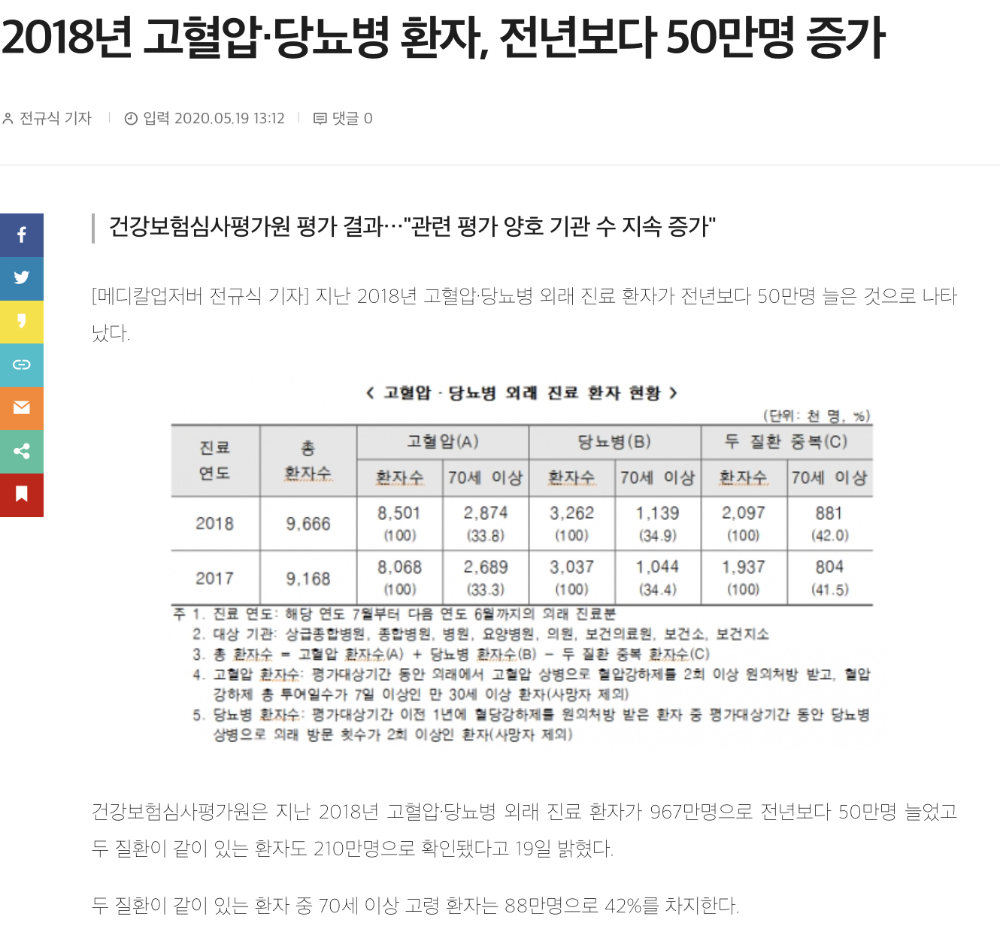 2018년 고혈압·당뇨병 환자, 전년보다 50만명 증가
전규식 기자 입력 2020.05.19 13:12 댓글 0
건강보험심사평가원 평가 결과…"관련 평가 양호 기관 수 지속 증가"
[메디칼업저버 전규식 기자] 지난 2018년 고혈압·당뇨병 외래 진료 환자가 전년보다 50만명 늘은 것으로 나타
났다.
< 고혈압 · 당뇨병 외래 진료 환자 현황 >
(단위: 천 명, %)
진료 연도 총 환자수 고혈압(A) 당뇨병(B) 두 질환 중복(C)
환자수 70세 이상 환자수 70세 이상 환자수 70세 이상
2018 9,666 8,501 2,874 3,262 1,139 2,097 881
(100) (33.8) (100) (34.9) (100) (42.0)
2017 9,168 8,068 2,689 3,037 1,044 1,937 804
(100) (33.3) (100) (34.4) (100) (41.5)
주 1. 진료 연도: 해당 연도 7월부터 다음 연도 6월까지의 외래 진료분
2. 대상 기관: 상급종합병원, 종합병원, 병원, 요양병원, 의원, 보건의료원, 보건소, 보건지소
3. 총 환자수 = 고혈압 환자수(A) + 당뇨병 환자수(B) - 두 질환 중복 환자수(C)
4. 고혈압 환자수: 평가대상기간 동안 외래에서 고혈압 상병으로 혈압강하제를 2회 이상 원외처방 받고, 혈압
강하제 총 투여일수가 7일 이상인 만 30세 이상 환자(사망자 제외)
5. 당뇨병 환자수: 평가대상기간 이전 1년에 혈당강하제를 원외처방 받은 환자 중 평가대상기간 동안 당뇨병
상병으로 외래 방문 횟수가 2회 이상인 환자(사망자 제외)
건강보험심사평가원은 지난 2018년 고혈압·당뇨병 외래 진료 환자가 967만명으로 전년보다 50만명 늘었고
두 질환이 같이 있는 환자도 210만명으로 확인됐다고 19일 밝혔다.
두 질환이 같이 있는 환자 중 70세 이상 고령 환자는 88만명으로 42%를 차지한다.